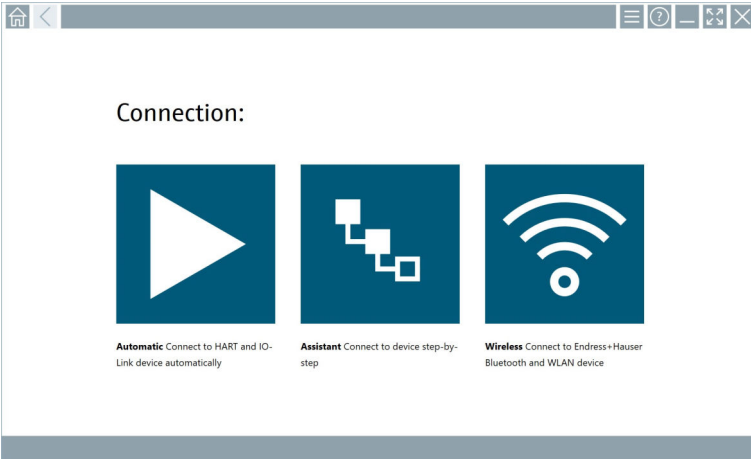 Connection:
Automatic Connect to HART and IO-
Link device automatically
Assistant Connect to device step-by-
step
Wireless Connect to Endress+Hauser
Bluetooth and WLAN device